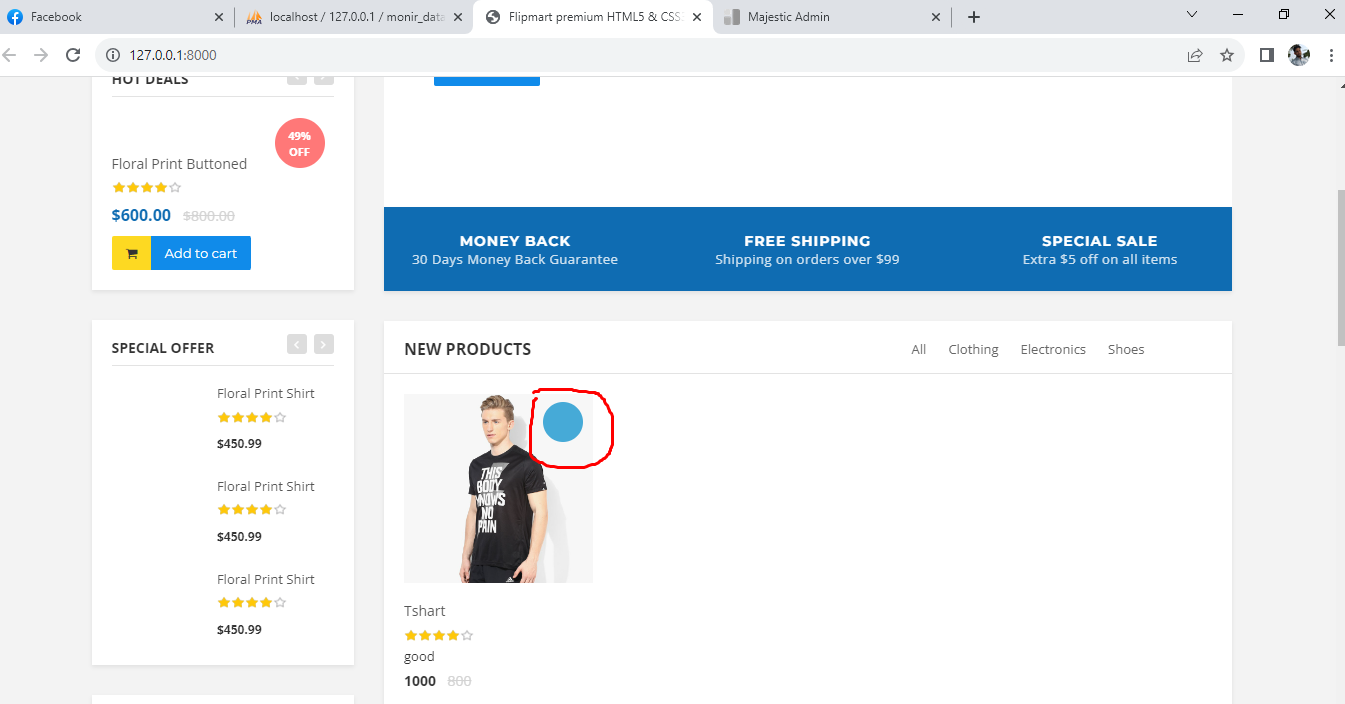 Facebook
localhost / 127.0.0.1 / monir_data
Flipmart premium HTML5 & CSS
Majestic Admin
127.0.0.1:8000
HOT DEALS
49%
OFF
Floral Print Buttoned
$600.00 $800.00
Add to cart
MONEY BACK
30 Days Money Back Guarantee
FREE SHIPPING
Shipping on orders over $99
SPECIAL SALE
Extra $5 off on all items
SPECIAL OFFER
Floral Print Shirt
$450.99
Floral Print Shirt
$450.99
Floral Print Shirt
$450.99
NEW PRODUCTS
All Clothing Electronics Shoes
THIS
BODY
KNOWS
NO
PAIN
Tshart
good
1000 800